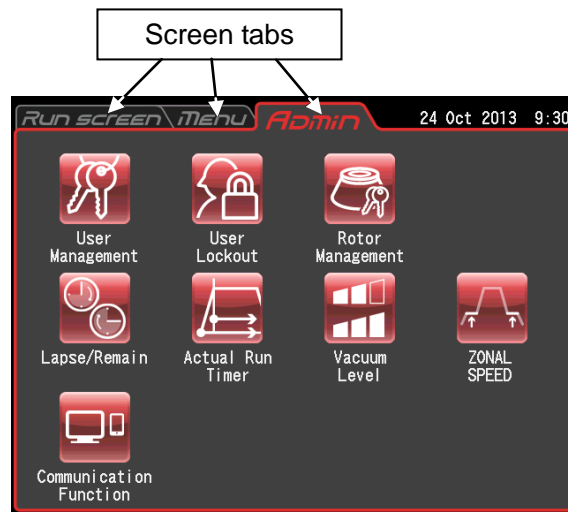 Screen tabs
Run screen Menu Admin 24 Oct 2013 9:30
User
Management
User
Lockout
Rotor
Management
Lapse/Remain
Actual Run
Timer
Vacuum
Level
ZONAL
SPEED
Communication
Function